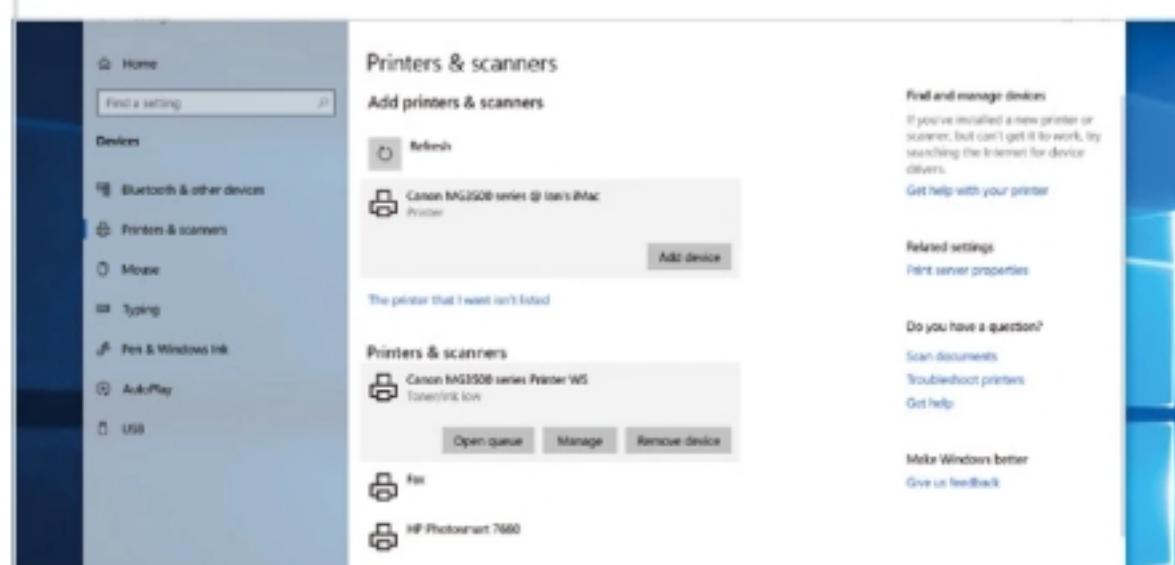 Home
Find a setting
Devices
Bluetooth & other devices
Printers & scanners
Mouse
Typing
Pen & Windows Ink
AutoPlay
USB
Printers & scanners
Add printers & scanners
Refresh
Canon MG3500 series @ Ian's iMac
Printer
Add device
The printer that I want isn't listed
Printers & scanners
Canon MG3500 series Printer WS
Toner/ink low
Open queue Manage Remove device
Fax
HP Photosmart 7660
Find and manage devices
If you've installed a new printer or
scanner, but can't get it to work, try
searching the Internet for device
drivers.
Get help with your printer
Related settings
Print server properties
Do you have a question?
Scan documents
Troubleshoot printers
Get help
Make Windows better
Give us feedback